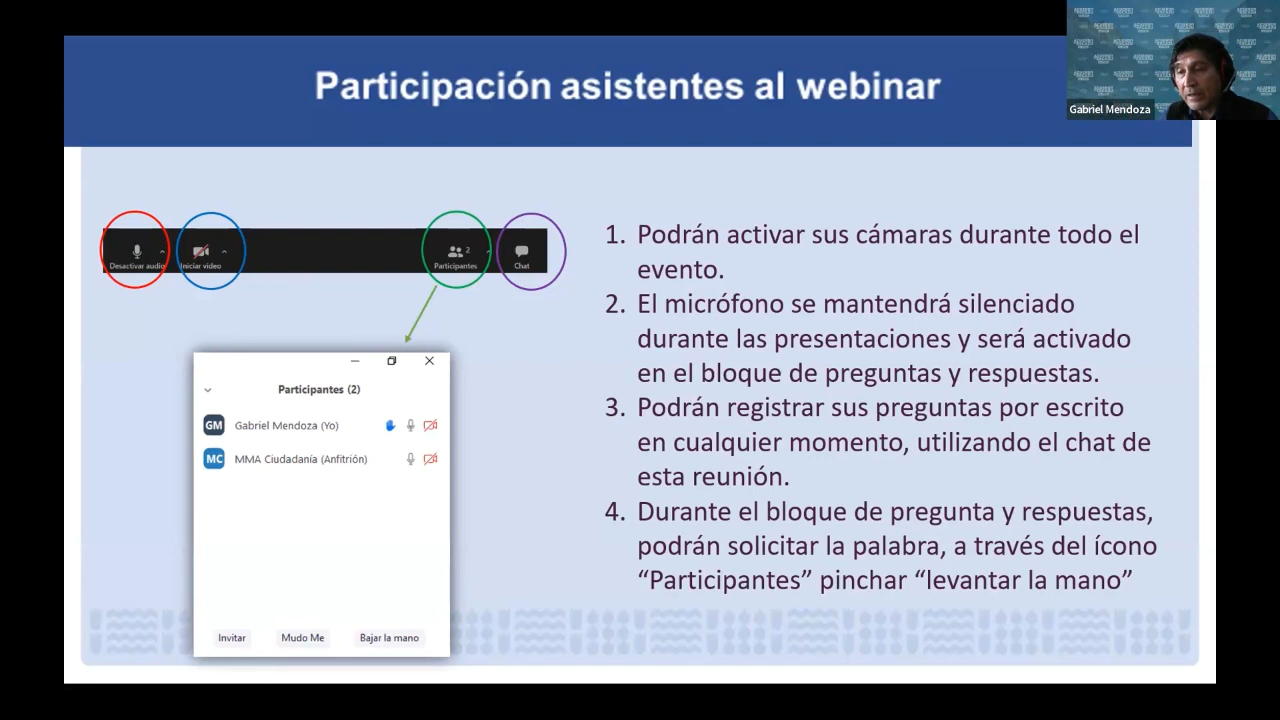 Participación asistentes al webinar
Gabriel Mendoza
Desactivar audio
Iniciar video
2
Participantes
Chat
Participantes (2)
GM Gabriel Mendoza (Yo)
MC MMA Ciudadanía (Anfitrión)
Invitar Mudo Me Bajar la mano
1. Podrán activar sus cámaras durante todo el
evento.
2. El micrófono se mantendrá silenciado
durante las presentaciones y será activado
en el bloque de preguntas y respuestas.
3. Podrán registrar sus preguntas por escrito
en cualquier momento, utilizando el chat de
esta reunión.
4. Durante el bloque de pregunta y respuestas,
podrán solicitar la palabra, a través del ícono
“Participantes” pinchar “levantar la mano”